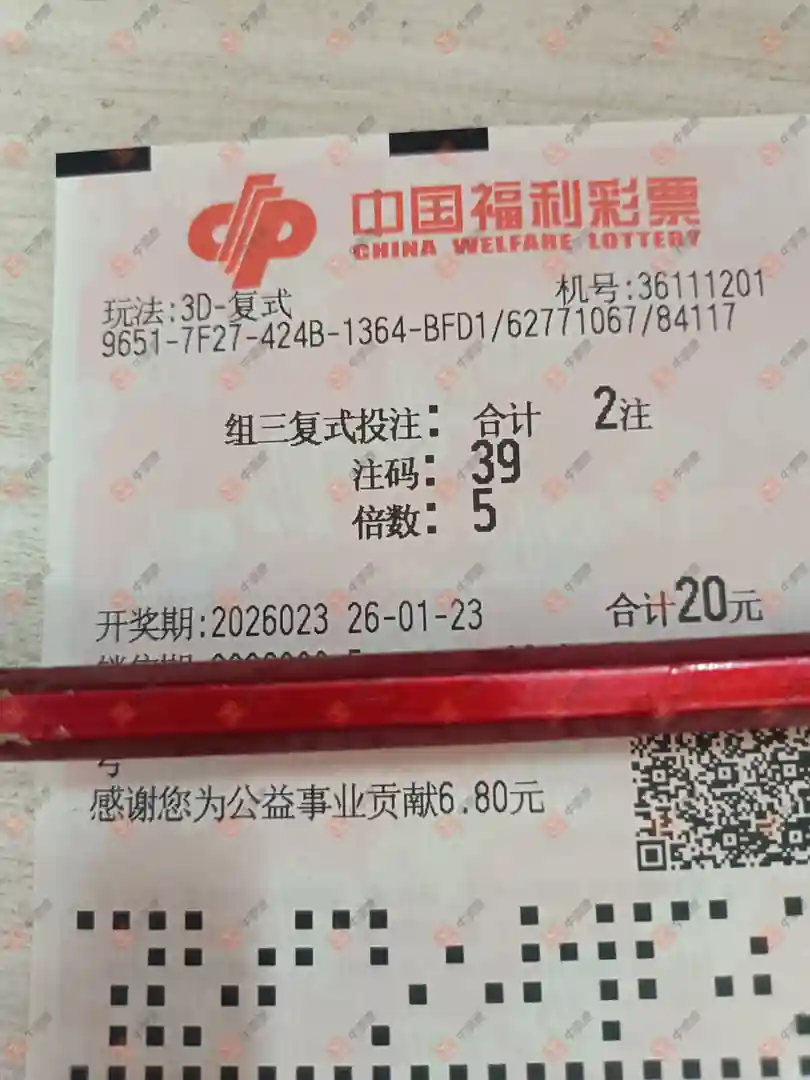 中国福利彩票
CHINA WELFARE LOTTERY
玩法:3D-复式 机号:36111201
9651-7F27-424B-1364-BFD1/62771067/84117
组三复式投注: 合计 2注
注码: 39
倍数: 5
开奖期:2026023 26-01-23 合计20元
号
感谢您为公益事业贡献6.80元